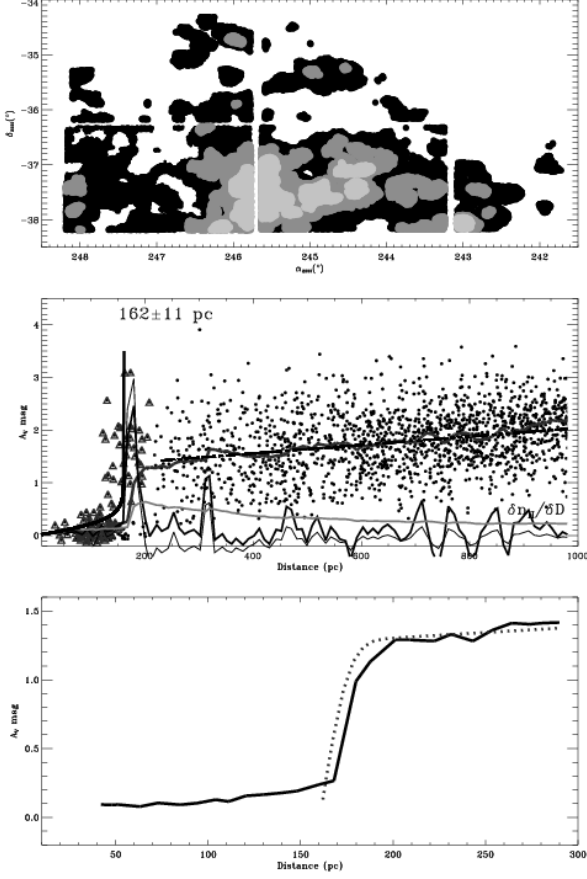 -34
-35
-36
-37
-38
δ2000(°)
248 247 246 245 244 243 242
α2000(°)
162±11 pc
4
3
2
1
0
Av mag
δnH/δD
200 400 600 800 1000
Distance (pc)
1.5
1.0
0.5
0.0
Av mag
50 100 150 200 250 300
Distance (pc)